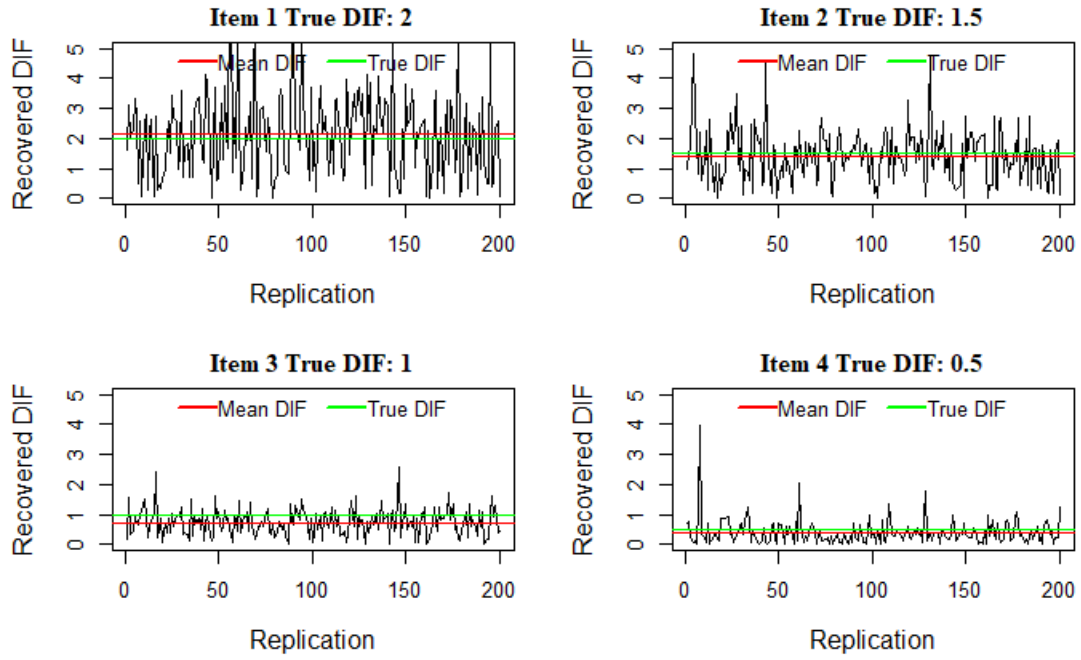 Item 1 True DIF: 2
Recovered DIF
5
4
3
2
1
0
Mean DIF
True DIF
0 50 100 150 200
Replication
Item 2 True DIF: 1.5
Recovered DIF
5
4
3
2
1
0
Mean DIF
True DIF
0 50 100 150 200
Replication
Item 3 True DIF: 1
Recovered DIF
5
4
3
2
1
0
Mean DIF
True DIF
0 50 100 150 200
Replication
Item 4 True DIF: 0.5
Recovered DIF
5
4
3
2
1
0
Mean DIF
True DIF
0 50 100 150 200
Replication